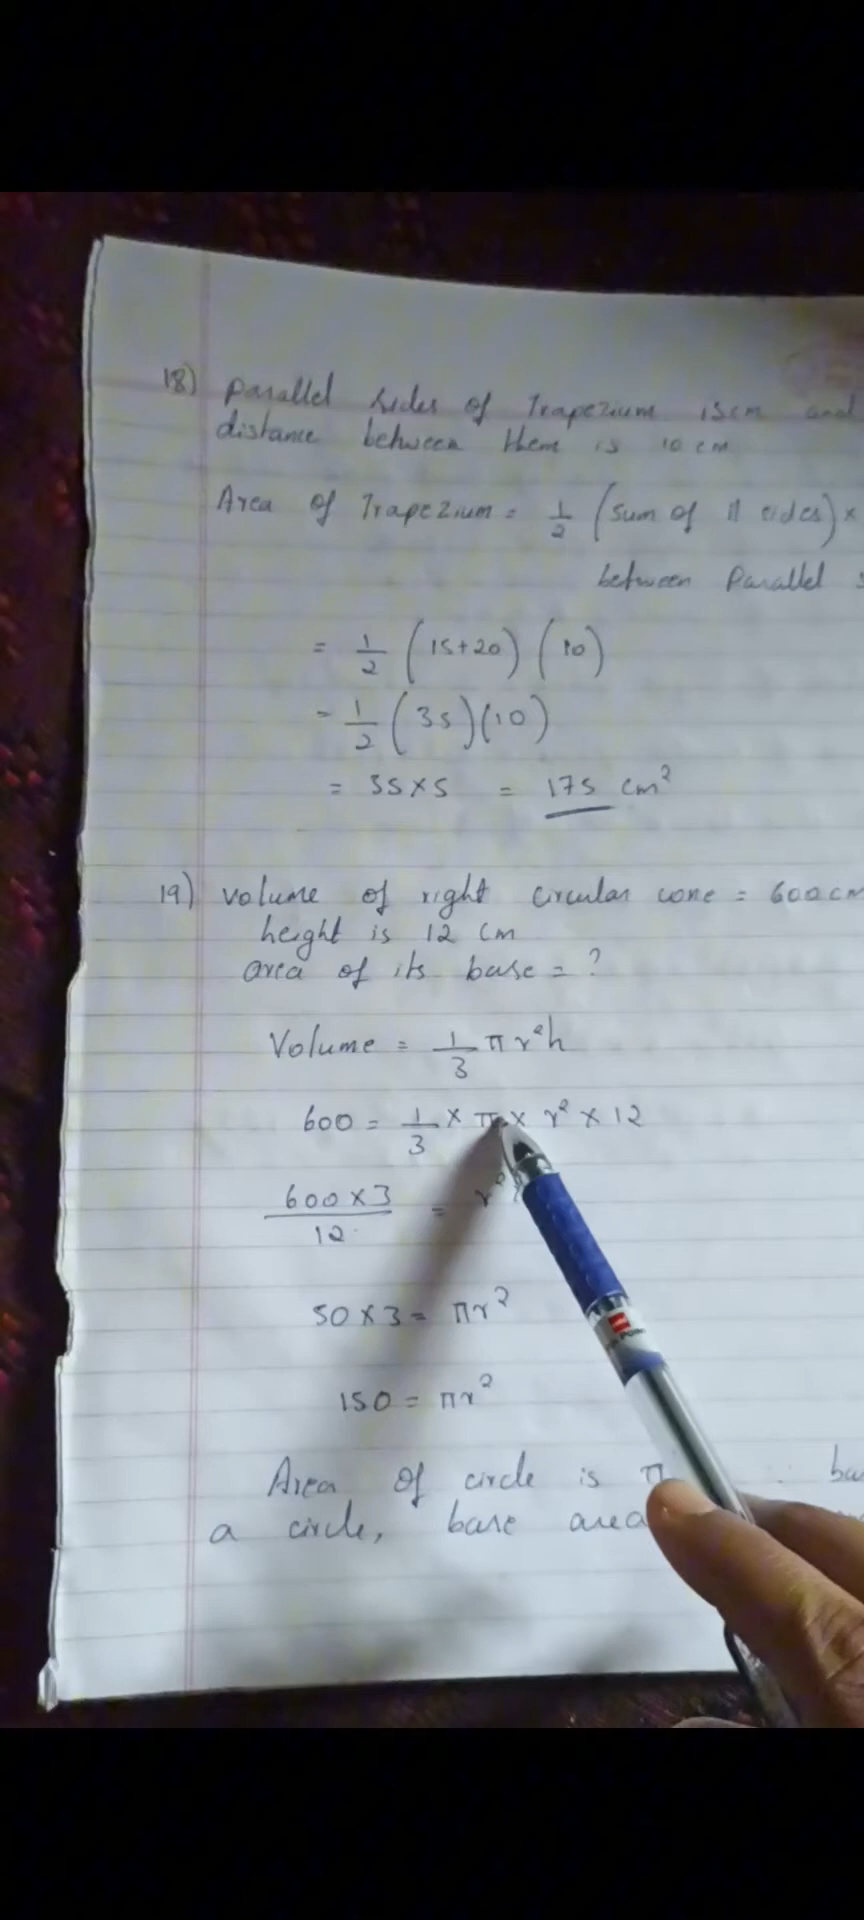 18) parallel sides of Trapezium 15cm and
distance between them is 10 cm
Area of Trapezium = 1/2 (sum of || sides) ×
between Parallel
= 1/2 (15+20) (10)
= 1/2 (35)(10)
= 35×5 = 175 cm²
19) volume of right circular cone = 600cm
height is 12 cm
area of its base = ?
Volume = 1/3 πr²h
600 = 1/3 × π × r² × 12
600×3/12 = r²
50×3 = πr²
150 = πr²
Area of circle is π ba
a circle, base area